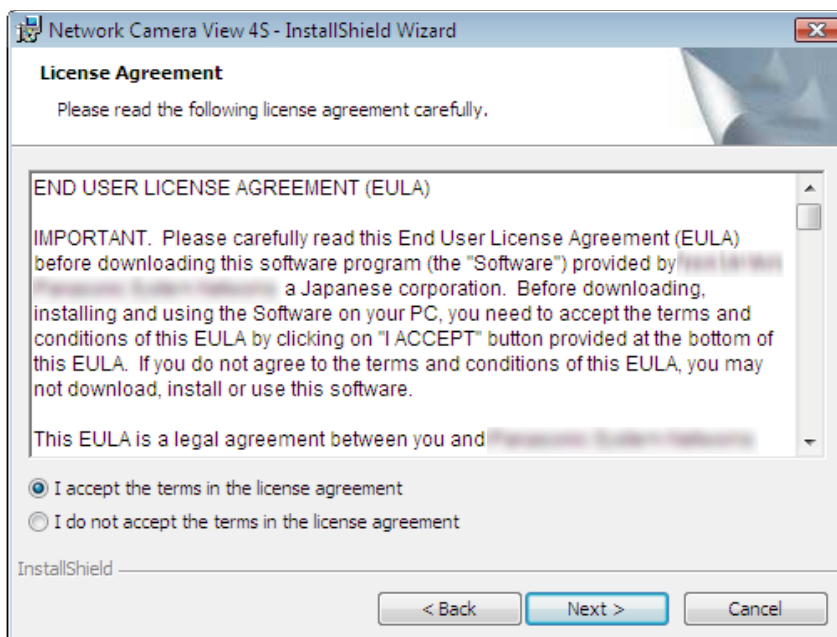 Network Camera View 4S - InstallShield Wizard
License Agreement
Please read the following license agreement carefully.
END USER LICENSE AGREEMENT (EULA)
IMPORTANT.  Please carefully read this End User License Agreement (EULA)
before downloading this software program (the "Software") provided by
a Japanese corporation.  Before downloading,
installing and using the Software on your PC, you need to accept the terms and
conditions of this EULA by clicking on "I ACCEPT" button provided at the bottom of
this EULA.  If you do not agree to the terms and conditions of this EULA, you may
not download, install or use this software.
This EULA is a legal agreement between you and
I accept the terms in the license agreement
I do not accept the terms in the license agreement
InstallShield
< Back
Next >
Cancel